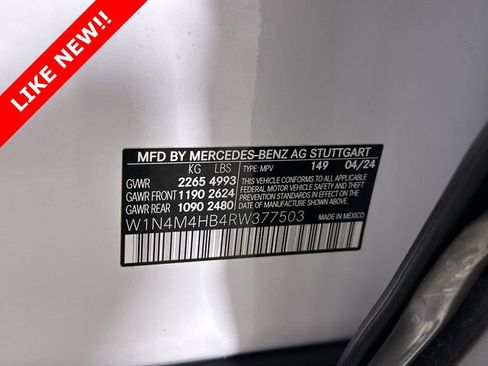 LIKE NEW!!
MFD BY MERCEDES-BENZ AG STUTTGART
KG LBS TYPE: MPV 149 04/24
GVWR 2265 4993
GAWR FRONT 1190 2624
GAWR REAR 1090 2480
THIS VEHICLE CONFORMS TO ALL APPLICABLE
FEDERAL MOTOR VEHICLE SAFETY AND THEFT
PREVENTION STANDARDS IN EFFECT ON THE
DATE OF MANUFACTURE SHOWN ABOVE.
W1N4M4HB4RW377503 MADE IN MEXICO